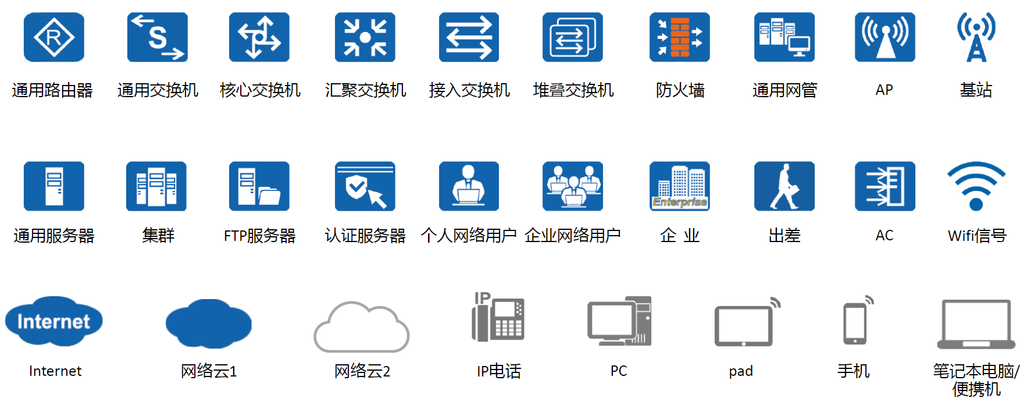 R
S
通用路由器 通用交换机 核心交换机 汇聚交换机 接入交换机 堆叠交换机 防火墙 通用网管 AP 基站
Enterprise
通用服务器 集群 FTP服务器 认证服务器 个人网络用户 企业网络用户 企 业 出差 AC Wifi信号
IP
Internet
Internet 网络云1 网络云2 IP电话 PC pad 手机 笔记本电脑/
便携机